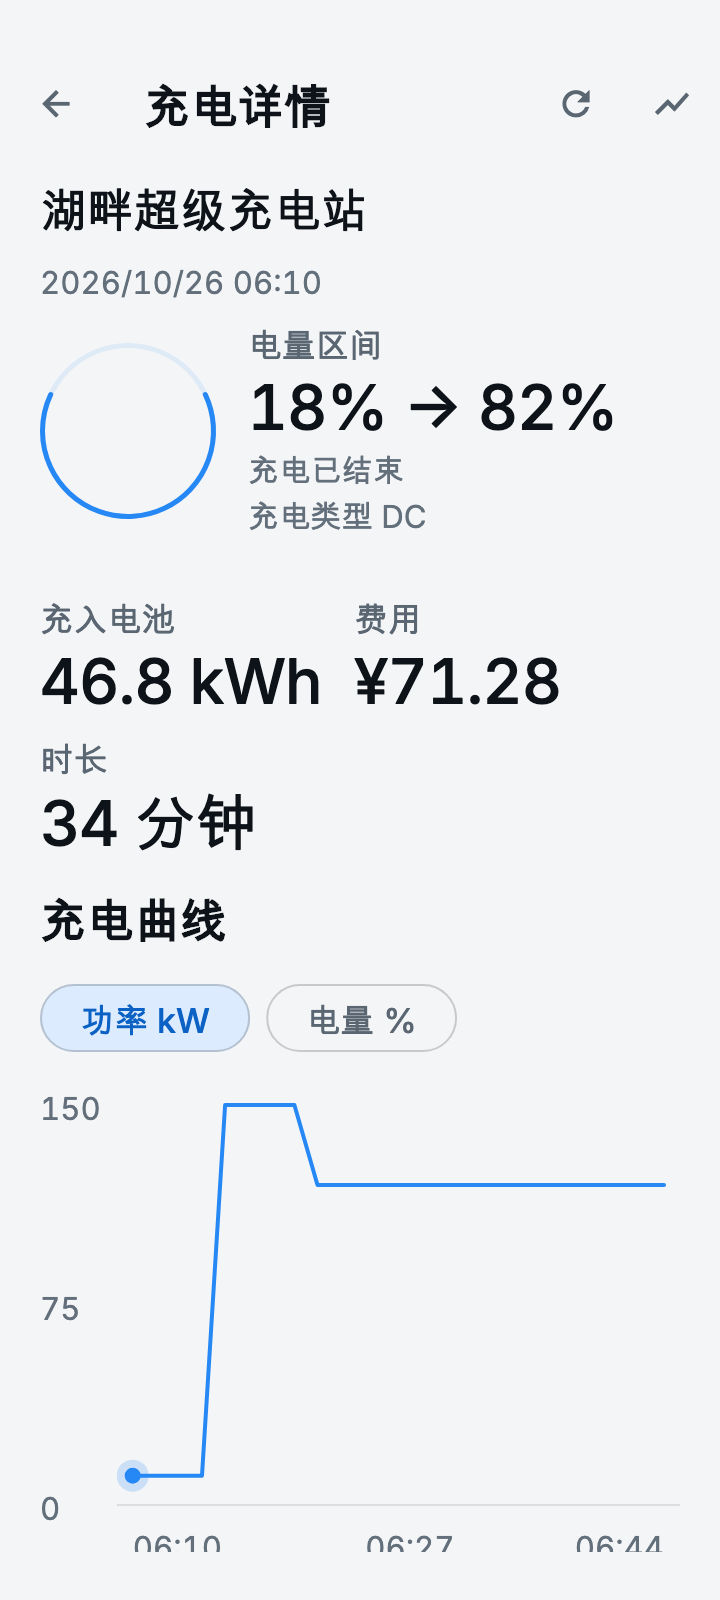 充电详情
湖畔超级充电站
2026/10/26 06:10
电量区间
18% → 82%
充电已结束
充电类型 DC
充入电池 费用
46.8 kWh ¥71.28
时长
34 分钟
充电曲线
功率 kW 电量 %
150
75
0
06:10 06:27 06:44